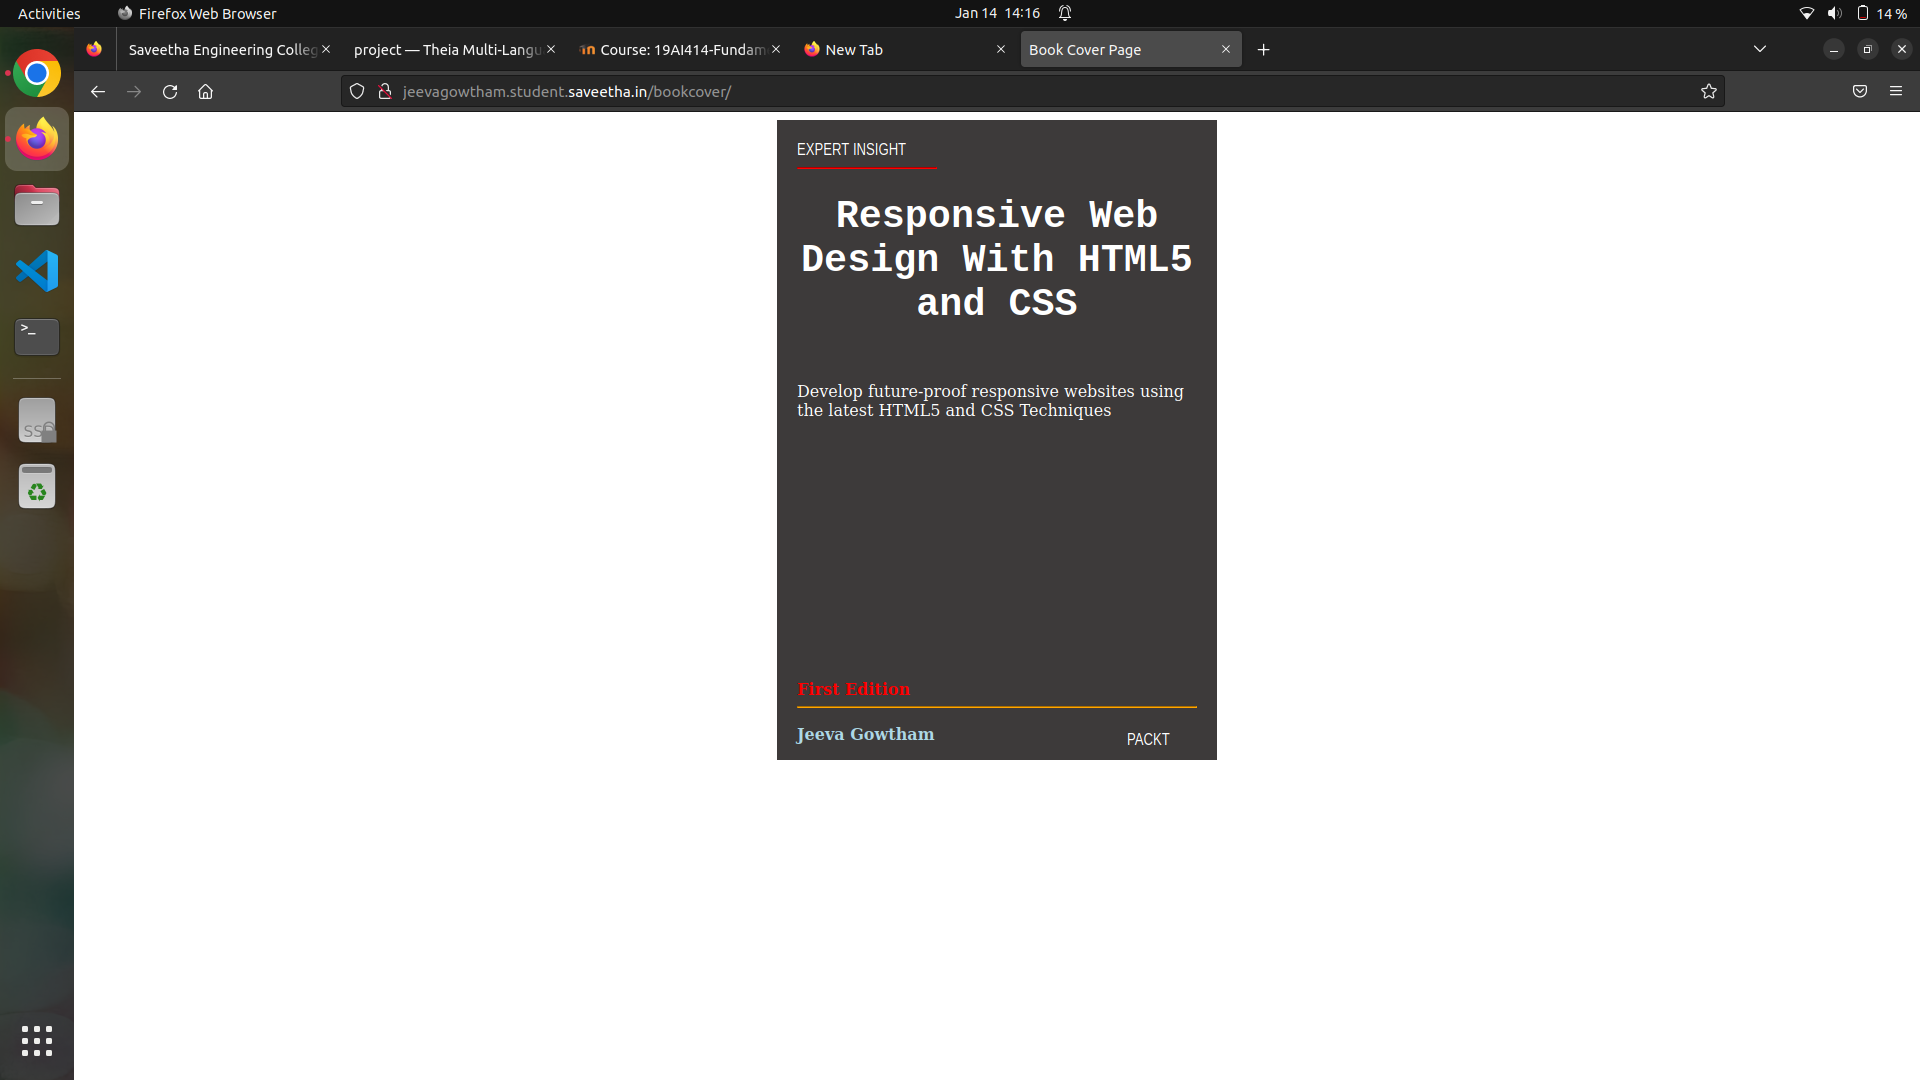 Activities
Firefox Web Browser
Jan 14 14:16
14 %
Saveetha Engineering Colleg
project — Theia Multi-Langu
Course: 19AI414-Fundam
New Tab
Book Cover Page
jeevagowtham.student.saveetha.in/bookcover/
EXPERT INSIGHT
Responsive Web
Design With HTML5
and CSS
Develop future-proof responsive websites using
the latest HTML5 and CSS Techniques
First Edition
Jeeva Gowtham
PACKT
>_
SS